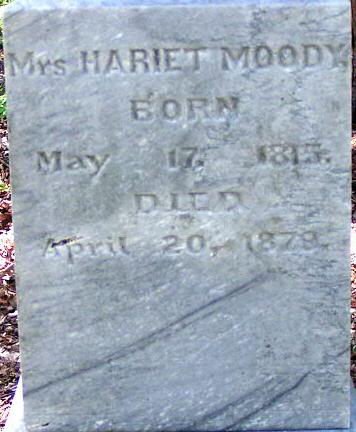 Mrs HARIET MOODY.
BORN
May 17. 1815.
DIED
April 20, 1879.